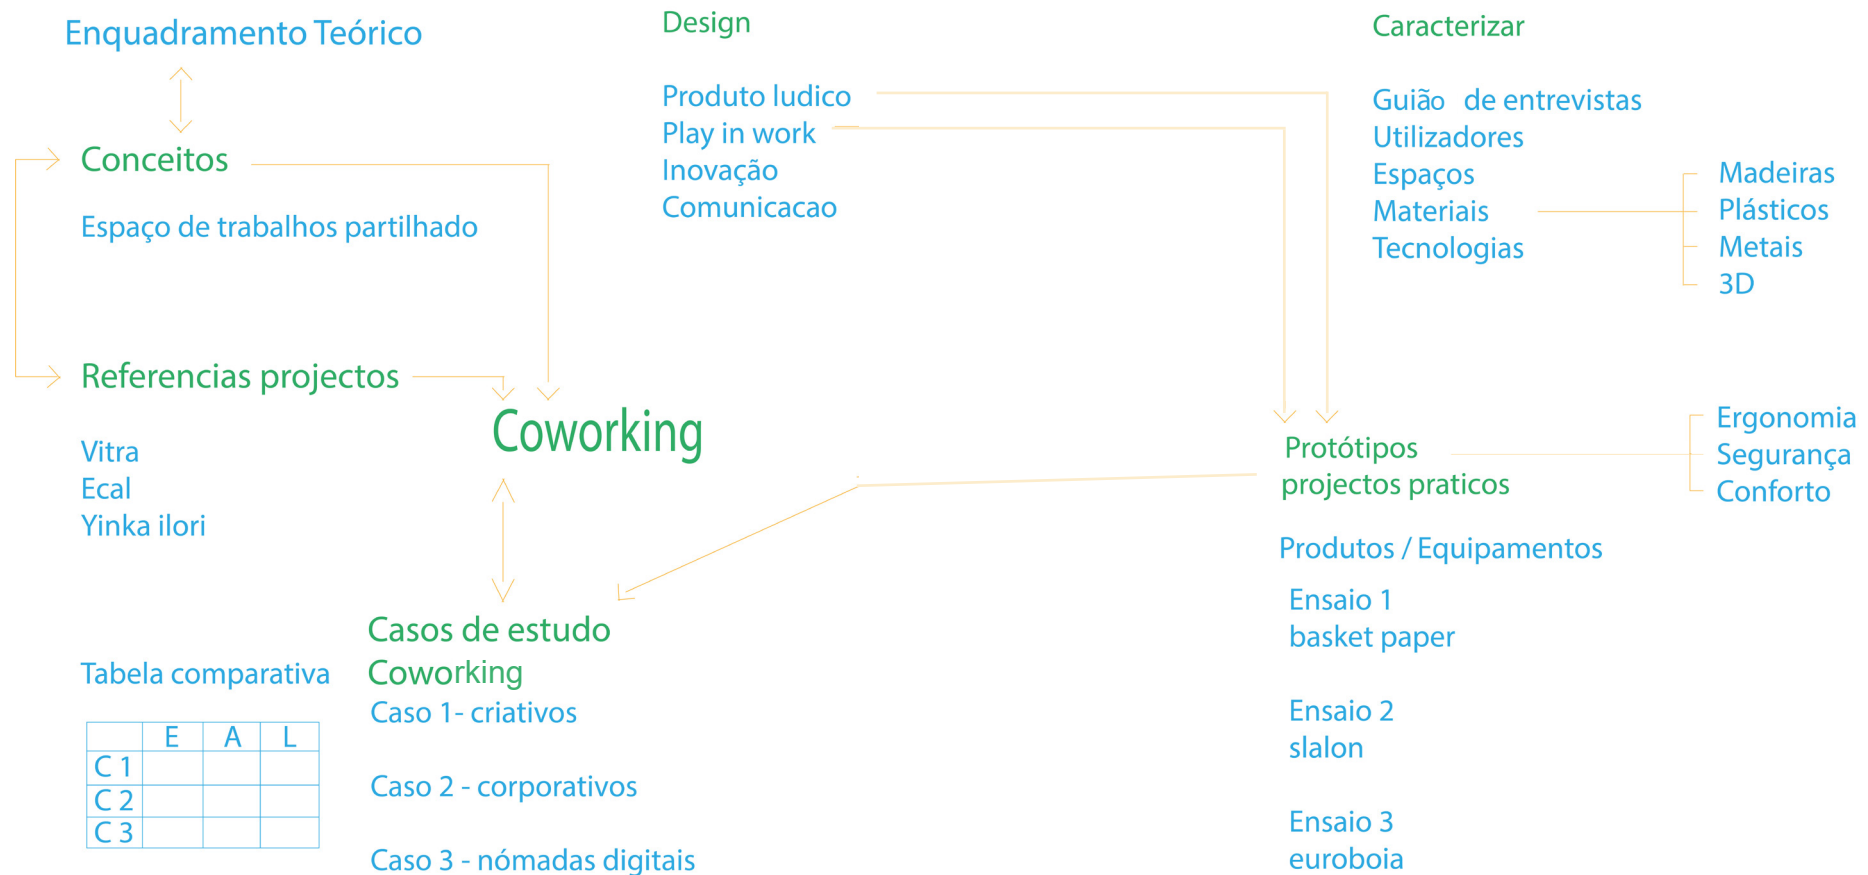 Enquadramento Teórico
Conceitos
Espaço de trabalhos partilhado
Referencias projectos
Vitra
Ecal
Yinka ilori
Coworking
Design
Produto ludico
Play in work
Inovação
Comunicacao
Caracterizar
Guião de entrevistas
Utilizadores
Espaços
Materiais
Tecnologias
Madeiras
Plásticos
Metais
3D
Protótipos
projectos praticos
Ergonomia
Segurança
Conforto
Produtos / Equipamentos
Ensaio 1
basket paper
Ensaio 2
slalon
Ensaio 3
euroboia
Casos de estudo
Coworking
Caso 1- criativos
Caso 2 - corporativos
Caso 3 - nómadas digitais
Tabela comparativa
E A L
C 1
C 2
C 3